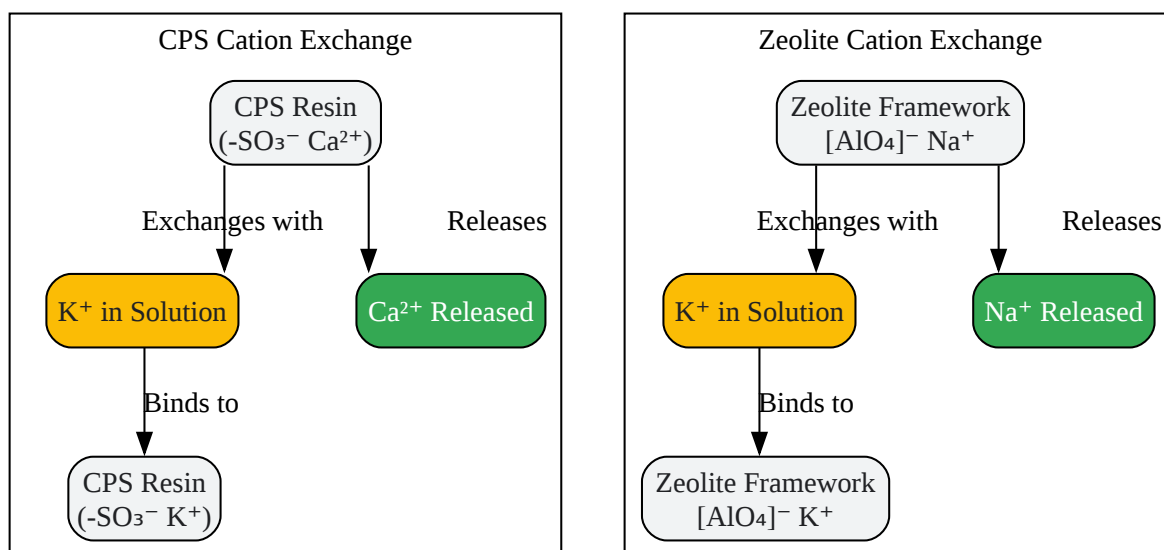 CPS Cation Exchange
CPS Resin
(-SO₃⁻ Ca²⁺)
Exchanges with
Releases
K⁺ in Solution
Ca²⁺ Released
Binds to
CPS Resin
(-SO₃⁻ K⁺)
Zeolite Cation Exchange
Zeolite Framework
[AlO₄]⁻ Na⁺
Exchanges with
Releases
K⁺ in Solution
Na⁺ Released
Binds to
Zeolite Framework
[AlO₄]⁻ K⁺